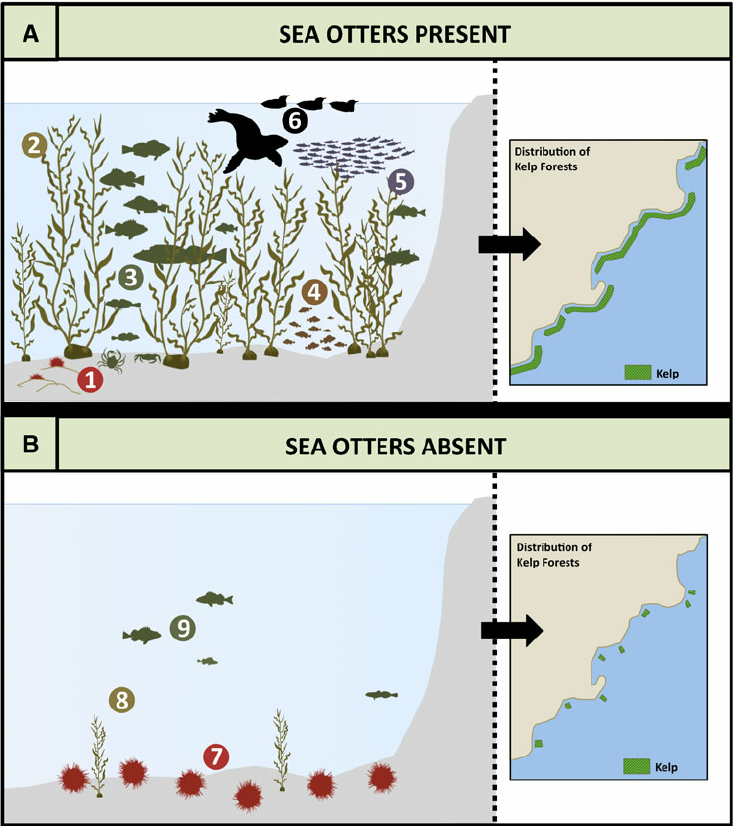 A
SEA OTTERS PRESENT
6
2
5
3
4
1
Distribution of
Kelp Forests
Kelp
B
SEA OTTERS ABSENT
9
8
7
Distribution of
Kelp Forests
Kelp